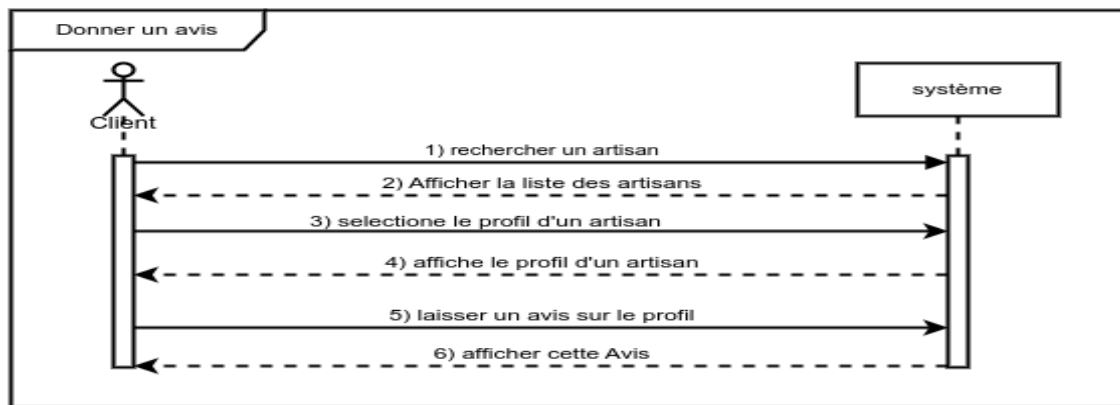 Donner un avis
Client
système
1) rechercher un artisan
2) Afficher la liste des artisans
3) selectione le profil d'un artisan
4) affiche le profil d'un artisan
5) laisser un avis sur le profil
6) afficher cette Avis